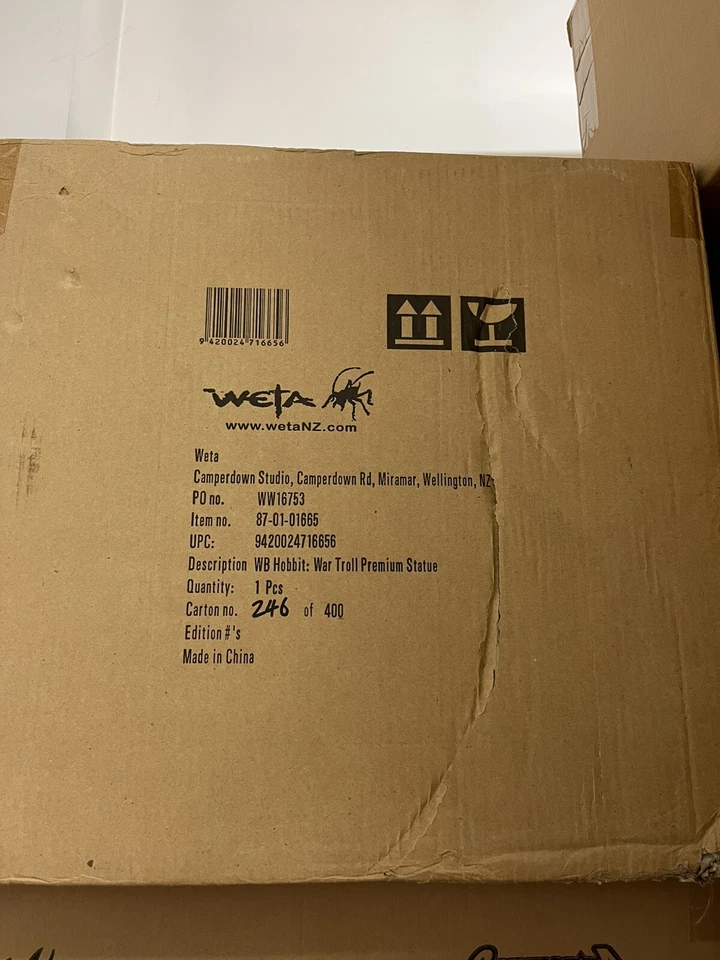 9 420024 716656
WETA
www.wetaNZ.com
Weta
Camperdown Studio, Camperdown Rd, Miramar, Wellington, NZ
PO no. WW16753
Item no. 87-01-01665
UPC: 9420024716656
Description WB Hobbit: War Troll Premium Statue
Quantity: 1 Pcs
Carton no. 246 of 400
Edition #'s
Made in China